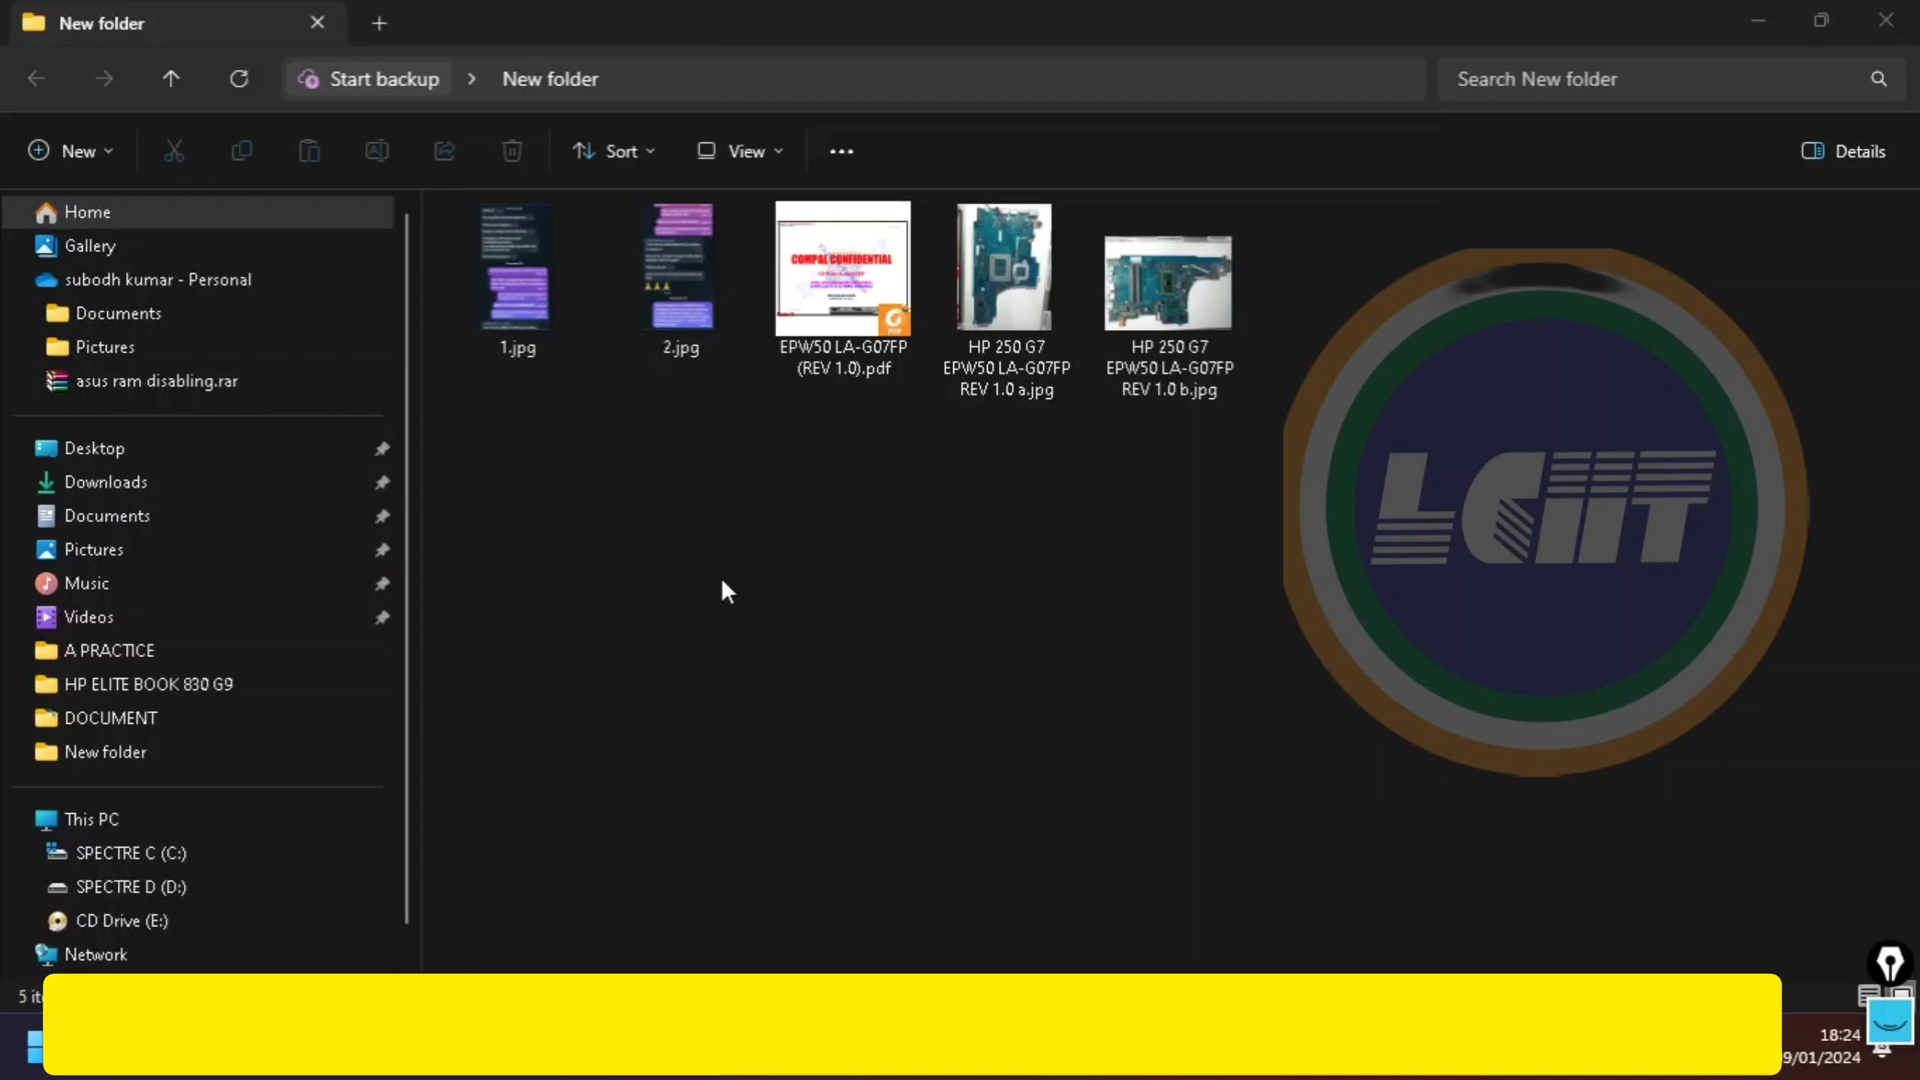 New folder
Start backup
New folder
Search New folder
New
Sort
View
Details
Home
Gallery
subodh kumar - Personal
Documents
Pictures
asus ram disabling.rar
Desktop
Downloads
Documents
Pictures
Music
Videos
A PRACTICE
HP ELITE BOOK 830 G9
DOCUMENT
New folder
This PC
SPECTRE C (C:)
SPECTRE D (D:)
CD Drive (E:)
Network
COMPAL CONFIDENTIAL
1.jpg
2.jpg
EPW50 LA-G07FP
(REV 1.0).pdf
HP 250 G7
EPW50 LA-G07FP
REV 1.0 a.jpg
HP 250 G7
EPW50 LA-G07FP
REV 1.0 b.jpg
LCIIT
18:24
9/01/2024